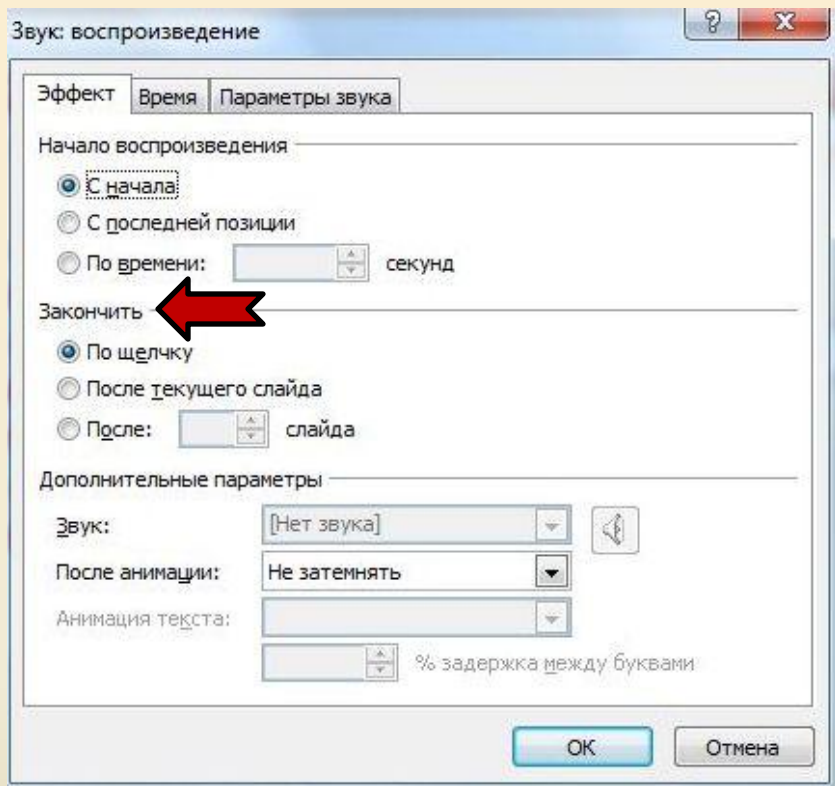 Звук: воспроизведение
Эффект Время Параметры звука
Начало воспроизведения
С начала
С последней позиции
По времени: секунд
Закончить
По щелчку
После текущего слайда
После: слайда
Дополнительные параметры
Звук: [Нет звука]
После анимации: Не затемнять
Анимация текста:
% задержка между буквами
ОК Отмена